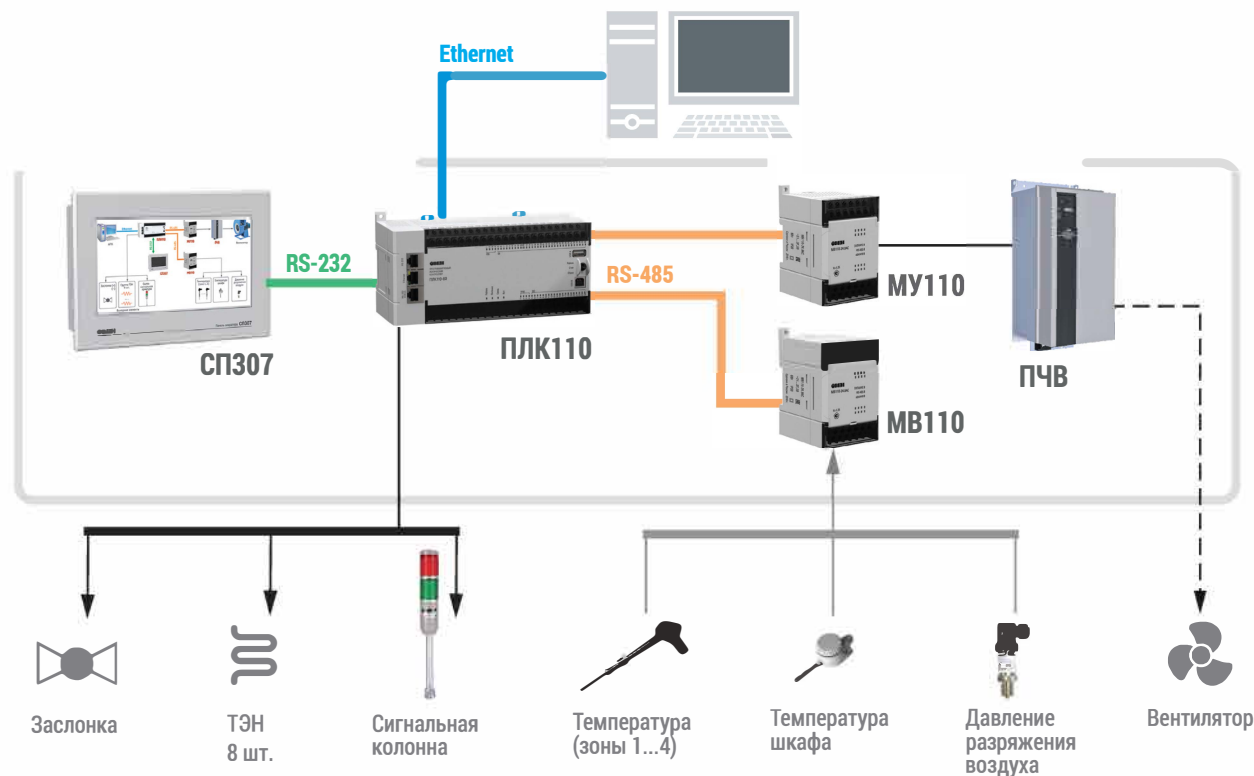 Ethernet
RS-232
RS-485
МУ110
СП307
ПЛК110
ПЧВ
МВ110
Заслонка
ТЭН
8 шт.
Сигнальная
колонна
Температура
(зоны 1...4)
Температура
шкафа
Давление
разряжения
воздуха
Вентилятор